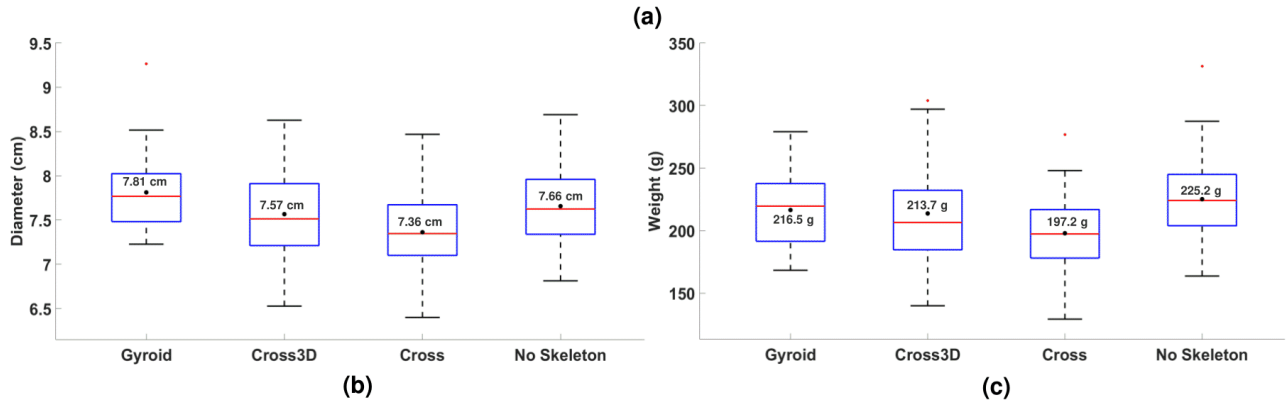 (a)
9.5
9
8.5
8
7.5
7
6.5
Diameter (cm)
7.81 cm
7.57 cm
7.36 cm
7.66 cm
Gyroid
Cross3D
Cross
No Skeleton
(b)
350
300
250
200
150
Weight (g)
216.5 g
213.7 g
197.2 g
225.2 g
Gyroid
Cross3D
Cross
No Skeleton
(c)